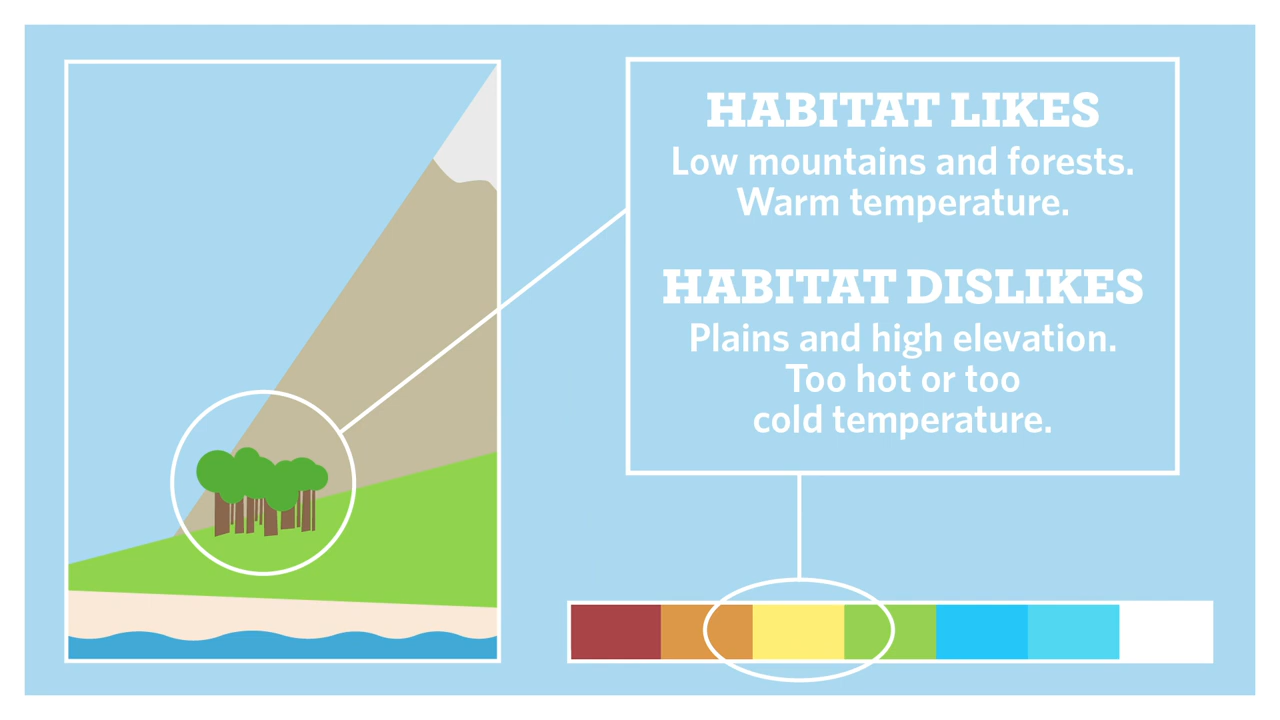 HABITAT LIKES
Low mountains and forests.
Warm temperature.
HABITAT DISLIKES
Plains and high elevation.
Too hot or too
cold temperature.